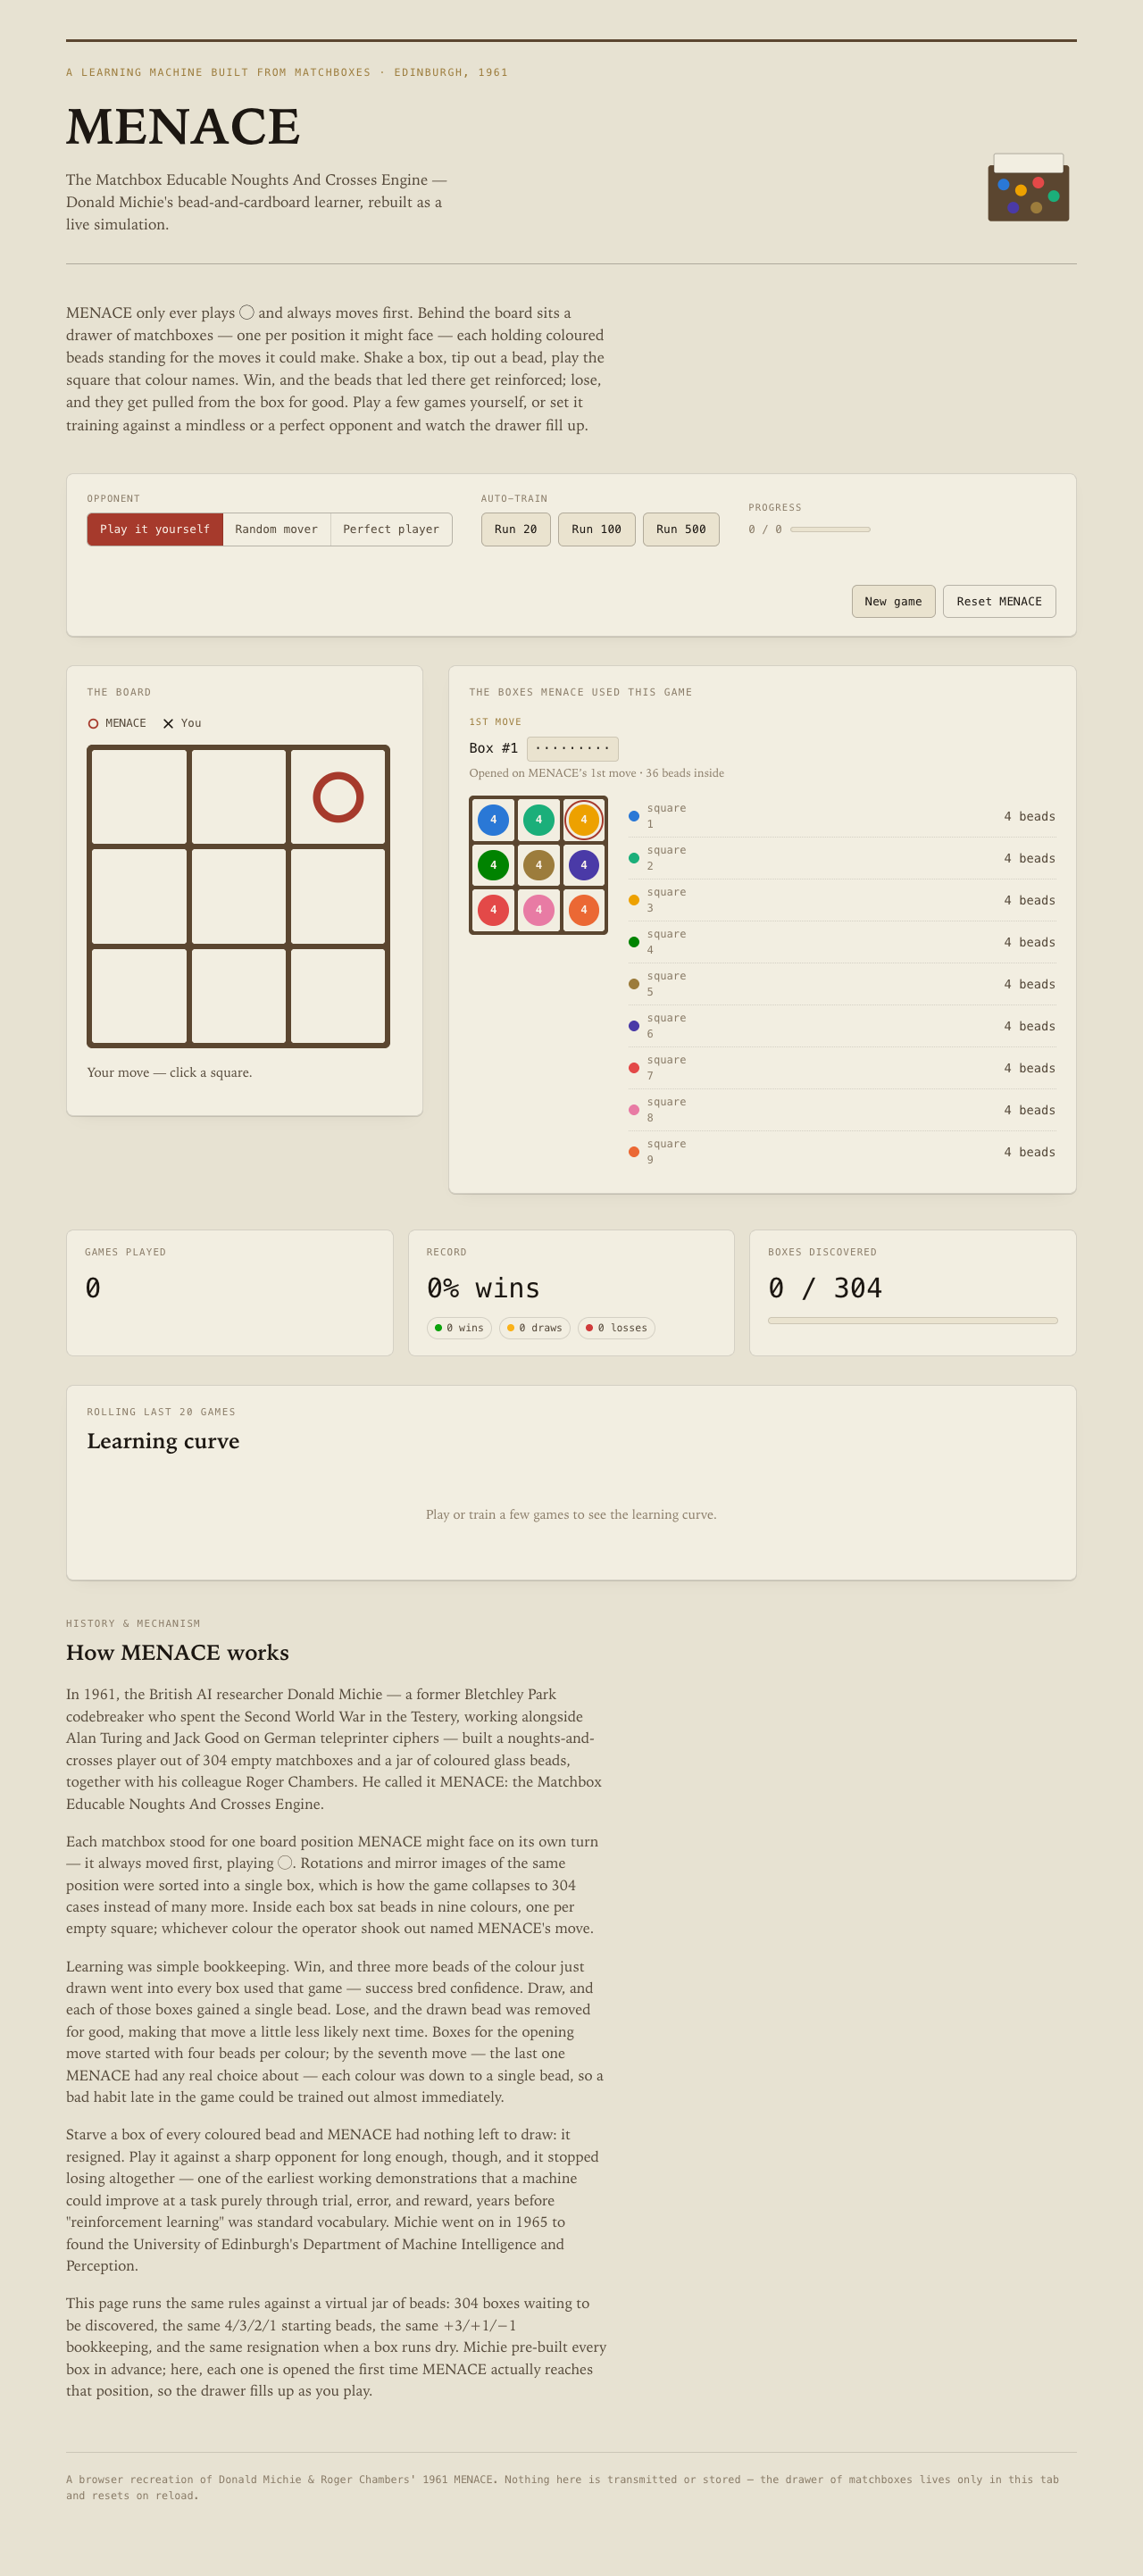 A LEARNING MACHINE BUILT FROM MATCHBOXES · EDINBURGH, 1961
MENACE
The Matchbox Educable Noughts And Crosses Engine —
Donald Michie's bead-and-cardboard learner, rebuilt as a
live simulation.
MENACE only ever plays ◯ and always moves first. Behind the board sits a
drawer of matchboxes — one per position it might face — each holding coloured
beads standing for the moves it could make. Shake a box, tip out a bead, play the
square that colour names. Win, and the beads that led there get reinforced; lose,
and they get pulled from the box for good. Play a few games yourself, or set it
training against a mindless or a perfect opponent and watch the drawer fill up.
OPPONENT
Play it yourself Random mover Perfect player
AUTO-TRAIN
Run 20 Run 100 Run 500
PROGRESS
0 / 0
New game Reset MENACE
THE BOARD
MENACE You
Your move — click a square.
THE BOXES MENACE USED THIS GAME
1ST MOVE
Box #1 ·········
Opened on MENACE's 1st move · 36 beads inside
4 4 4
4 4 4
4 4 4
square
1
4 beads
square
2
4 beads
square
3
4 beads
square
4
4 beads
square
5
4 beads
square
6
4 beads
square
7
4 beads
square
8
4 beads
square
9
4 beads
GAMES PLAYED
0
RECORD
0% wins
0 wins 0 draws 0 losses
BOXES DISCOVERED
0 / 304
ROLLING LAST 20 GAMES
Learning curve
Play or train a few games to see the learning curve.
HISTORY & MECHANISM
How MENACE works
In 1961, the British AI researcher Donald Michie — a former Bletchley Park
codebreaker who spent the Second World War in the Testery, working alongside
Alan Turing and Jack Good on German teleprinter ciphers — built a noughts-and-
crosses player out of 304 empty matchboxes and a jar of coloured glass beads,
together with his colleague Roger Chambers. He called it MENACE: the Matchbox
Educable Noughts And Crosses Engine.
Each matchbox stood for one board position MENACE might face on its own turn
— it always moved first, playing ◯. Rotations and mirror images of the same
position were sorted into a single box, which is how the game collapses to 304
cases instead of many more. Inside each box sat beads in nine colours, one per
empty square; whichever colour the operator shook out named MENACE's move.
Learning was simple bookkeeping. Win, and three more beads of the colour just
drawn went into every box used that game — success bred confidence. Draw, and
each of those boxes gained a single bead. Lose, and the drawn bead was removed
for good, making that move a little less likely next time. Boxes for the opening
move started with four beads per colour; by the seventh move — the last one
MENACE had any real choice about — each colour was down to a single bead, so a
bad habit late in the game could be trained out almost immediately.
Starve a box of every coloured bead and MENACE had nothing left to draw: it
resigned. Play it against a sharp opponent for long enough, though, and it stopped
losing altogether — one of the earliest working demonstrations that a machine
could improve at a task purely through trial, error, and reward, years before
"reinforcement learning" was standard vocabulary. Michie went on in 1965 to
found the University of Edinburgh's Department of Machine Intelligence and
Perception.
This page runs the same rules against a virtual jar of beads: 304 boxes waiting to
be discovered, the same 4/3/2/1 starting beads, the same +3/+1/−1
bookkeeping, and the same resignation when a box runs dry. Michie pre-built every
box in advance; here, each one is opened the first time MENACE actually reaches
that position, so the drawer fills up as you play.
A browser recreation of Donald Michie & Roger Chambers' 1961 MENACE. Nothing here is transmitted or stored — the drawer of matchboxes lives only in this tab
and resets on reload.